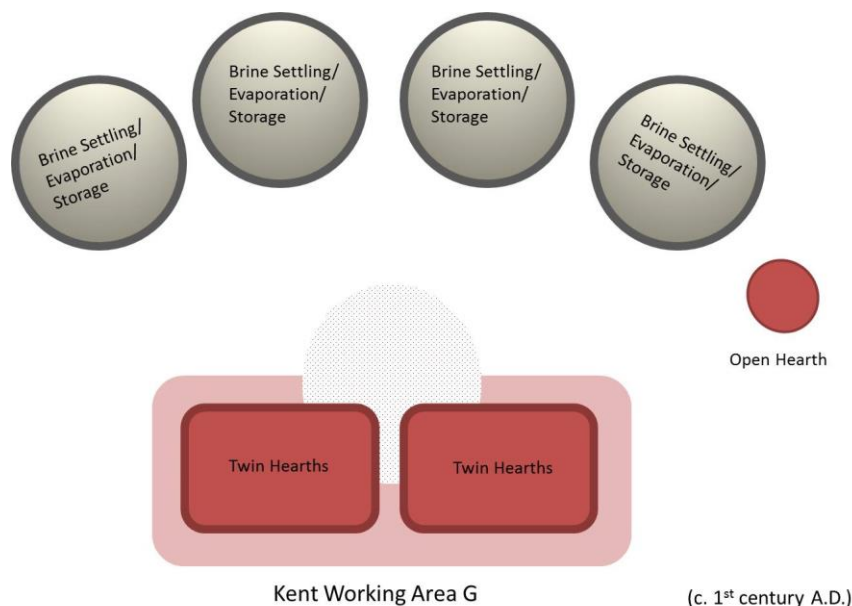 Brine Settling/
Evaporation/
Storage
Brine Settling/
Evaporation/
Storage
Brine Settling/
Evaporation/
Storage
Brine Settling/
Evaporation/
Storage
Open Hearth
Twin Hearths
Twin Hearths
Kent Working Area G
(c. 1st century A.D.)